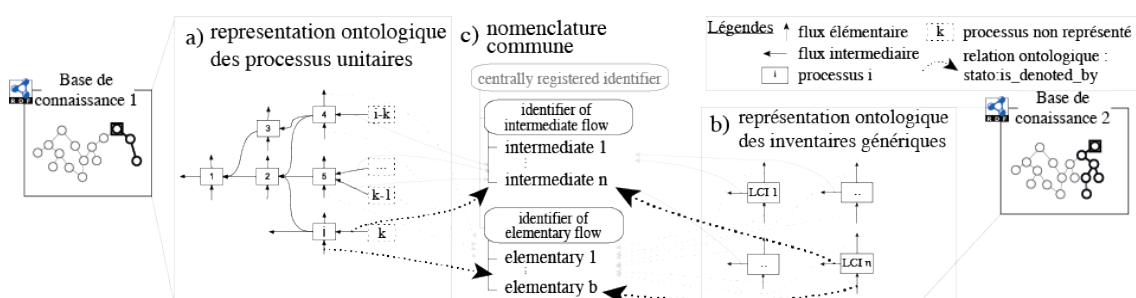 Base de
connaissance 1
RDF
a) representation ontologique
des processus unitaires
1
2
3
4
5
i
i-k
...
k-1
k
c) nomenclature
commune
centrally registered identifier
identifier of
intermediate flow
intermediate 1
intermediate n
identifier of
elementary flow
elementary 1
elementary b
Légendes
flux élémentaire
flux intermediaire
i
processus i
k
processus non représenté
relation ontologique :
stato:is_denoted_by
b) représentation ontologique
des inventaires génériques
LCI 1
..
..
LCI n
RDF
Base de
connaissance 2